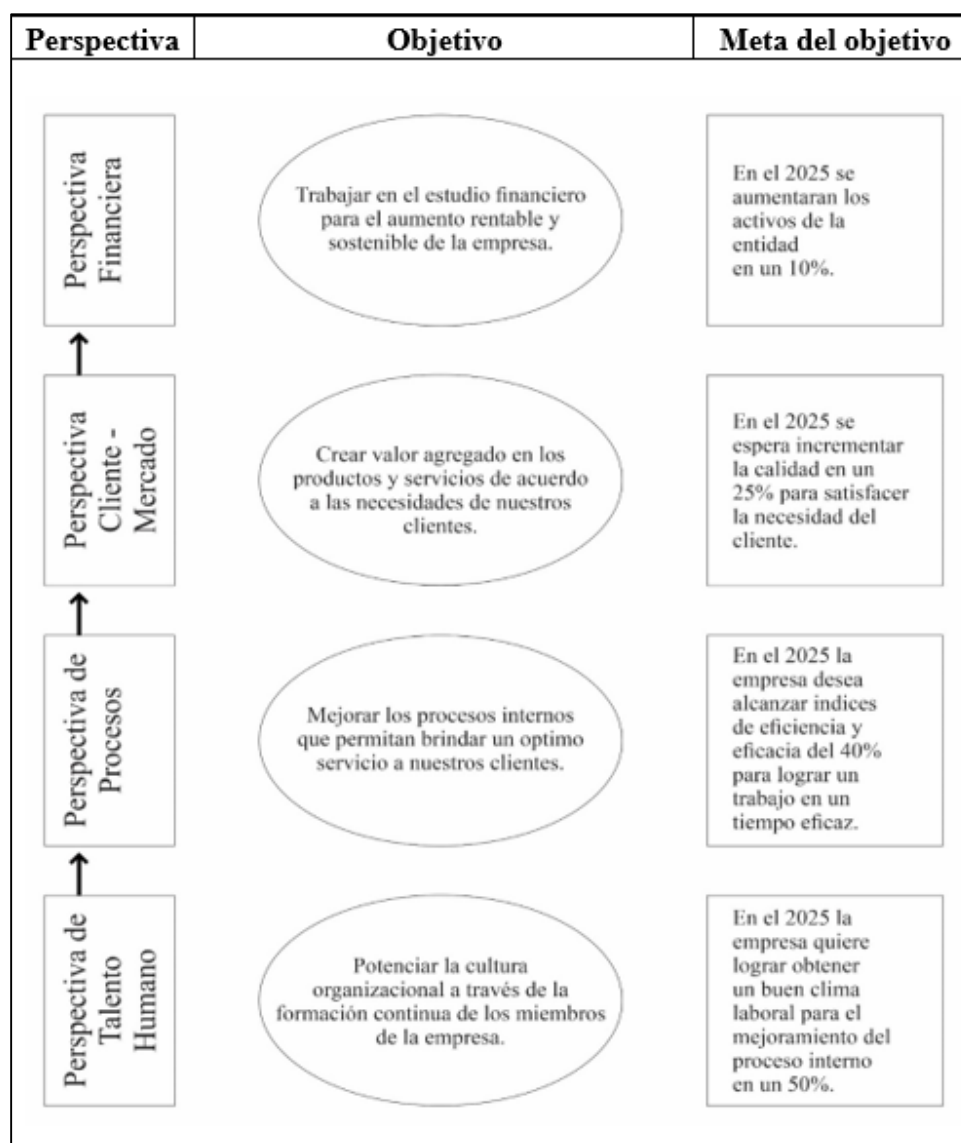 Perspectiva
Objetivo
Meta del objetivo
Perspectiva
Financiera
Trabajar en el estudio financiero
para el aumento rentable y
sostenible de la empresa.
En el 2025 se
aumentaran los
activos de la
entidad
en un 10%.
Perspectiva
Cliente -
Mercado
Crear valor agregado en los
productos y servicios de acuerdo
a las necesidades de nuestros
clientes.
En el 2025 se
espera incrementar
la calidad en un
25% para satisfacer
la necesidad del
cliente.
Perspectiva de
Procesos
Mejorar los procesos internos
que permitan brindar un optimo
servicio a nuestros clientes.
En el 2025 la
empresa desea
alcanzar indices
de eficiencia y
eficacia del 40%
para lograr un
trabajo en un
tiempo eficaz.
Perspectiva de
Talento
Humano
Potenciar la cultura
organizacional a través de la
formación continua de los miembros
de la empresa.
En el 2025 la
empresa quiere
lograr obtener
un buen clima
laboral para el
mejoramiento del
proceso interno
en un 50%.